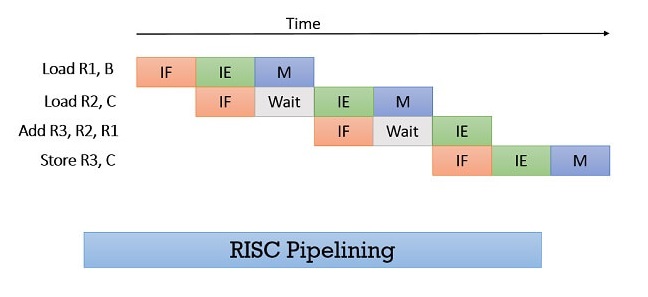 Time
Load R1, B IF IE M
Load R2, C IF Wait IE M
Add R3, R2, R1 IF Wait IE
Store R3, C IF IE M
RISC Pipelining